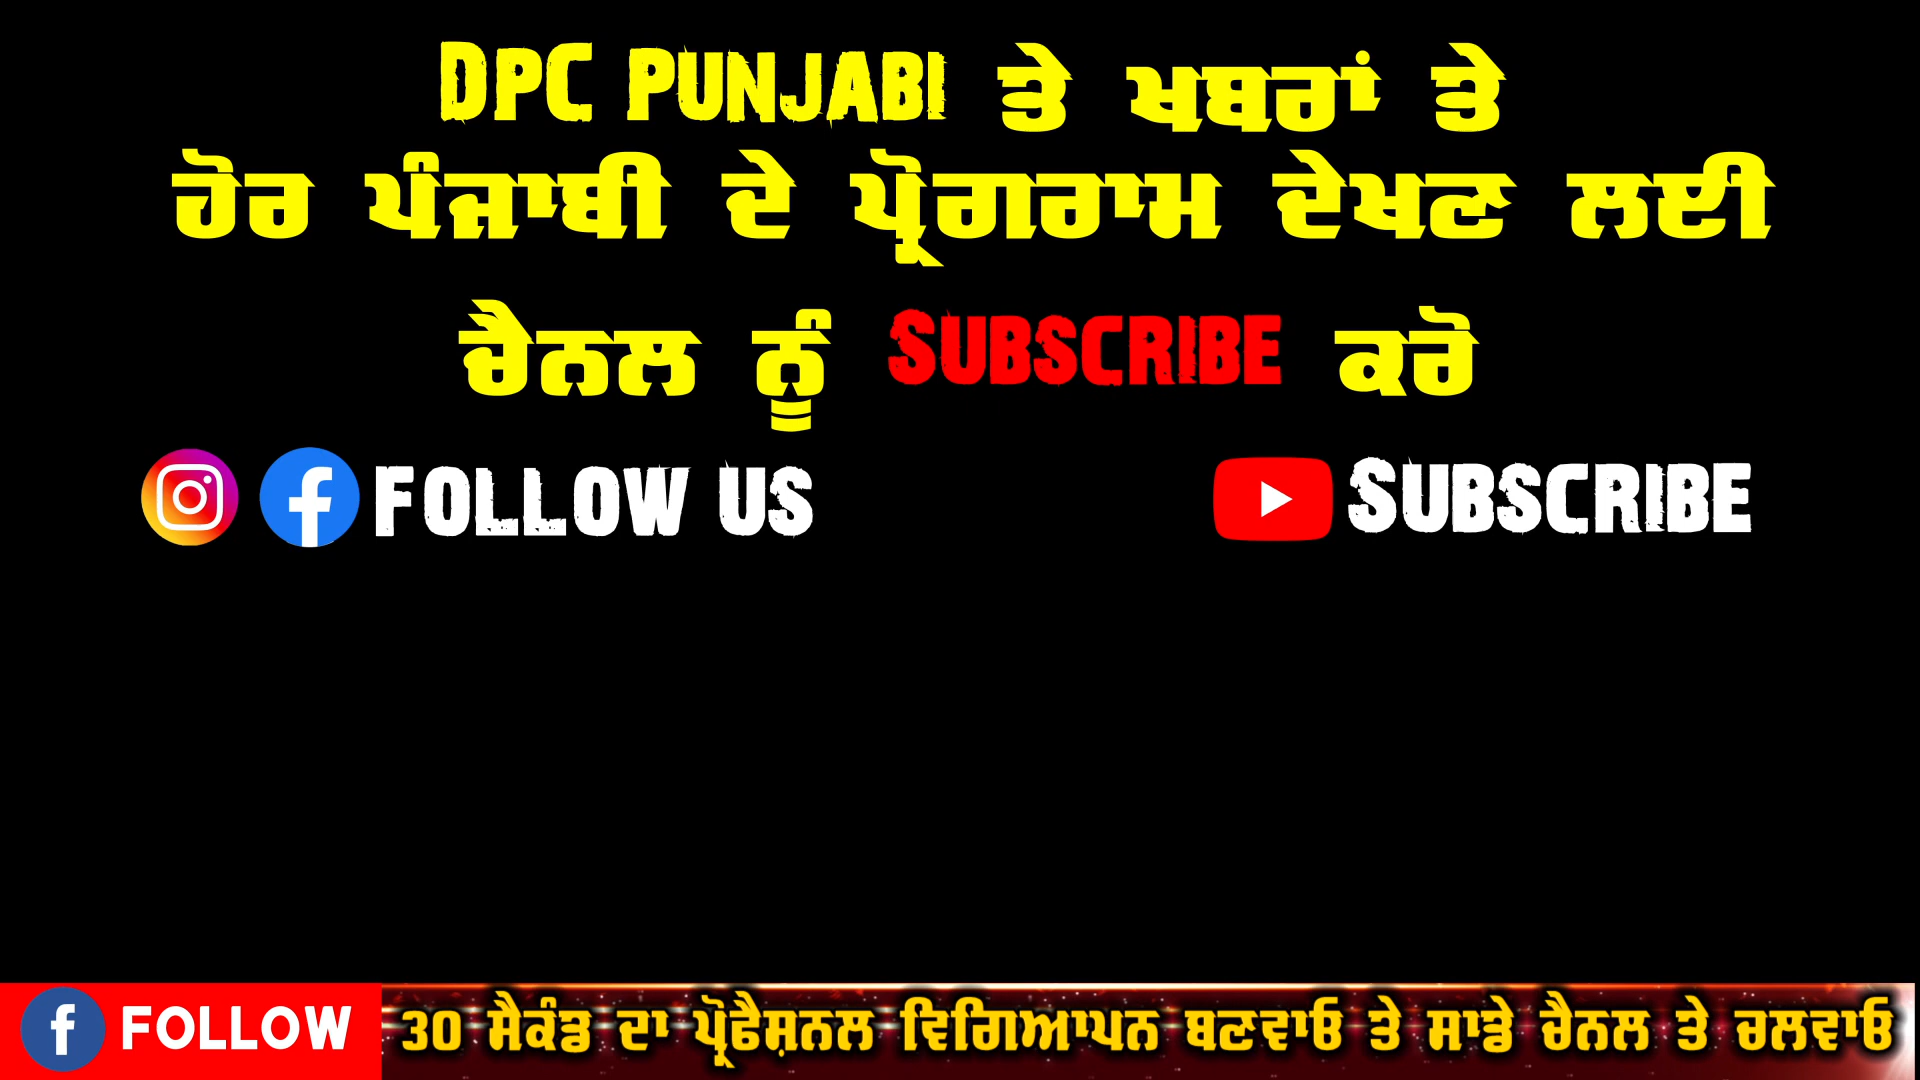 DPC PUNJABI ਤੇ ਖਬਰਾਂ ਤੇ
ਹੋਰ ਪੰਜਾਬੀ ਦੇ ਪ੍ਰੋਗਰਾਮ ਦੇਖਣ ਲਈ
ਚੈਨਲ ਨੂੰ SUBSCRIBE ਕਰੋ
FOLLOW US SUBSCRIBE
FOLLOW 30 ਸੈਕੰਡ ਦਾ ਪ੍ਰੋਫੈਸ਼ਨਲ ਵਿਗਿਆਪਨ ਬਣਵਾਓ ਤੇ ਸਾਡੇ ਚੈਨਲ ਤੇ ਚਲਵਾਓ